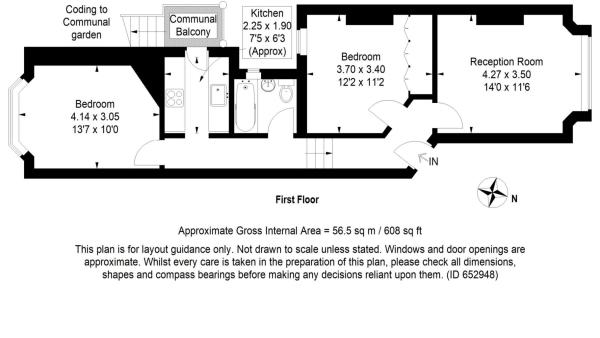 Coding to
Communal
garden
Communal
Balcony
Kitchen
2.25 x 1.90
7'5 x 6'3
(Approx)
Bedroom
3.70 x 3.40
12'2 x 11'2
Reception Room
4.27 x 3.50
14'0 x 11'6
Bedroom
4.14 x 3.05
13'7 x 10'0
IN
First Floor
N
Approximate Gross Internal Area = 56.5 sq m / 608 sq ft
This plan is for layout guidance only. Not drawn to scale unless stated. Windows and door openings are
approximate. Whilst every care is taken in the preparation of this plan, please check all dimensions,
shapes and compass bearings before making any decisions reliant upon them. (ID 652948)